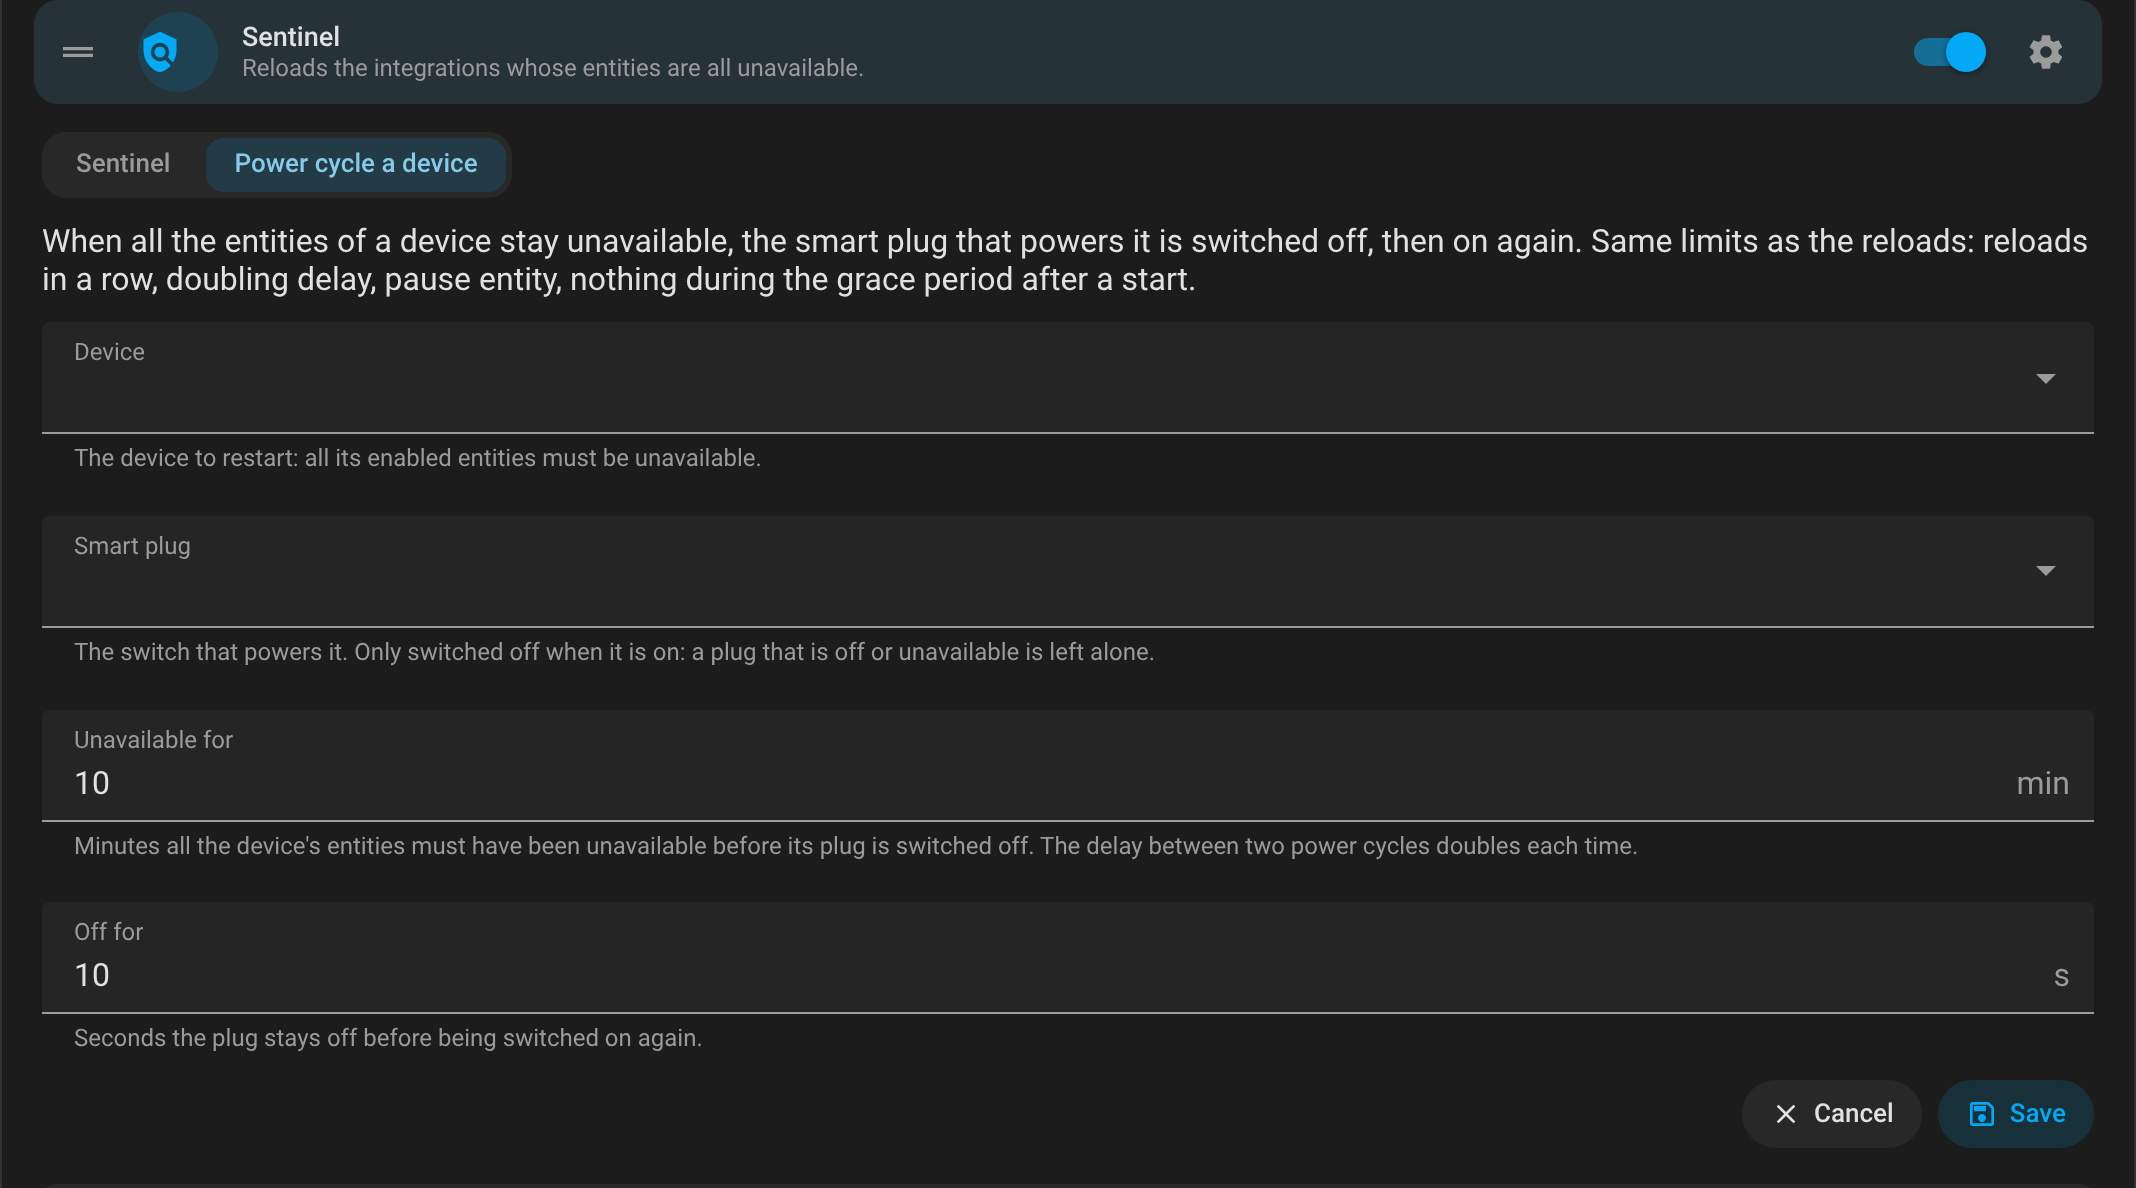 Sentinel
Reloads the integrations whose entities are all unavailable.
Sentinel
Power cycle a device
When all the entities of a device stay unavailable, the smart plug that powers it is switched off, then on again. Same limits as the reloads: reloads
in a row, doubling delay, pause entity, nothing during the grace period after a start.
Device
The device to restart: all its enabled entities must be unavailable.
Smart plug
The switch that powers it. Only switched off when it is on: a plug that is off or unavailable is left alone.
Unavailable for
10 min
Minutes all the device's entities must have been unavailable before its plug is switched off. The delay between two power cycles doubles each time.
Off for
10 s
Seconds the plug stays off before being switched on again.
Cancel
Save